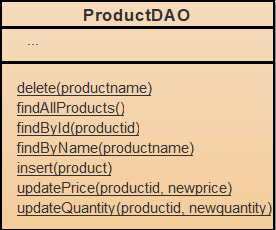 ProductDAO
...
delete(productname)
findAllProducts()
findById(productid)
findByName(productname)
insert(product)
updatePrice(productid, newprice)
updateQuantity(productid, newquantity)